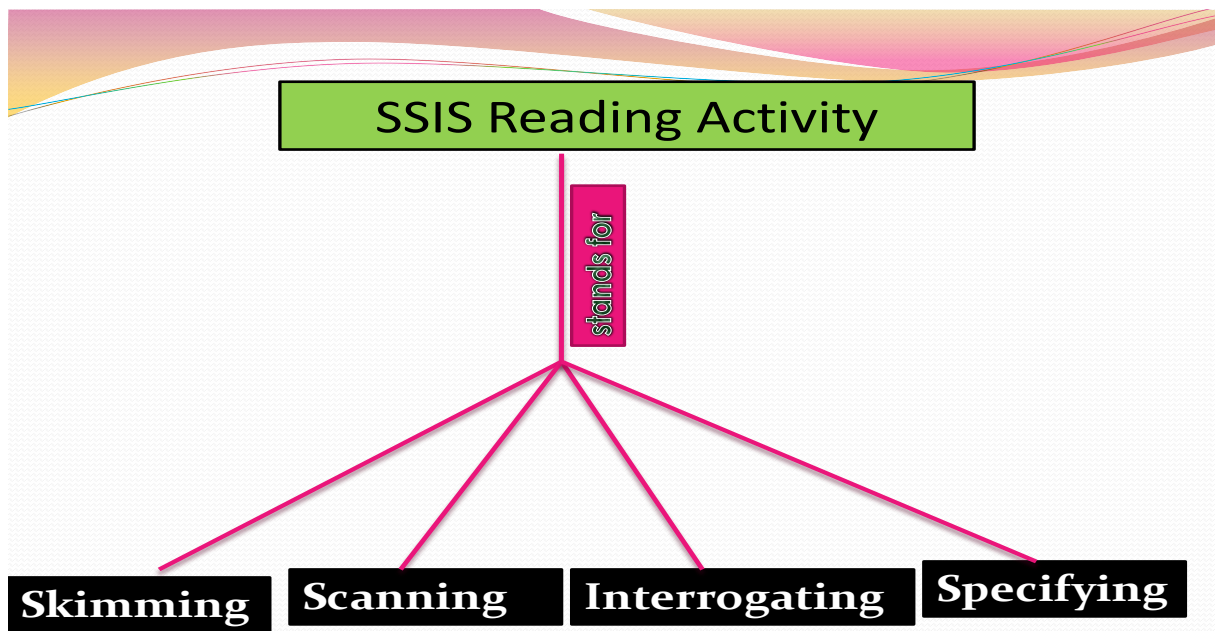 SSIS Reading Activity
stands for
Skimming
Scanning
Interrogating
Specifying